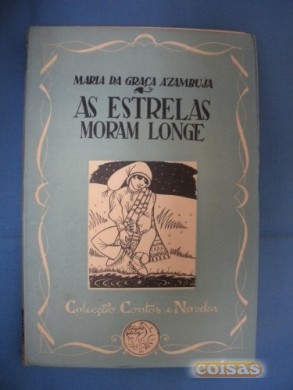 MARIA DA GRAÇA AZAMBUJA
AS ESTRELAS
MORAM LONGE
Colecção Contos e Novelas
coisas